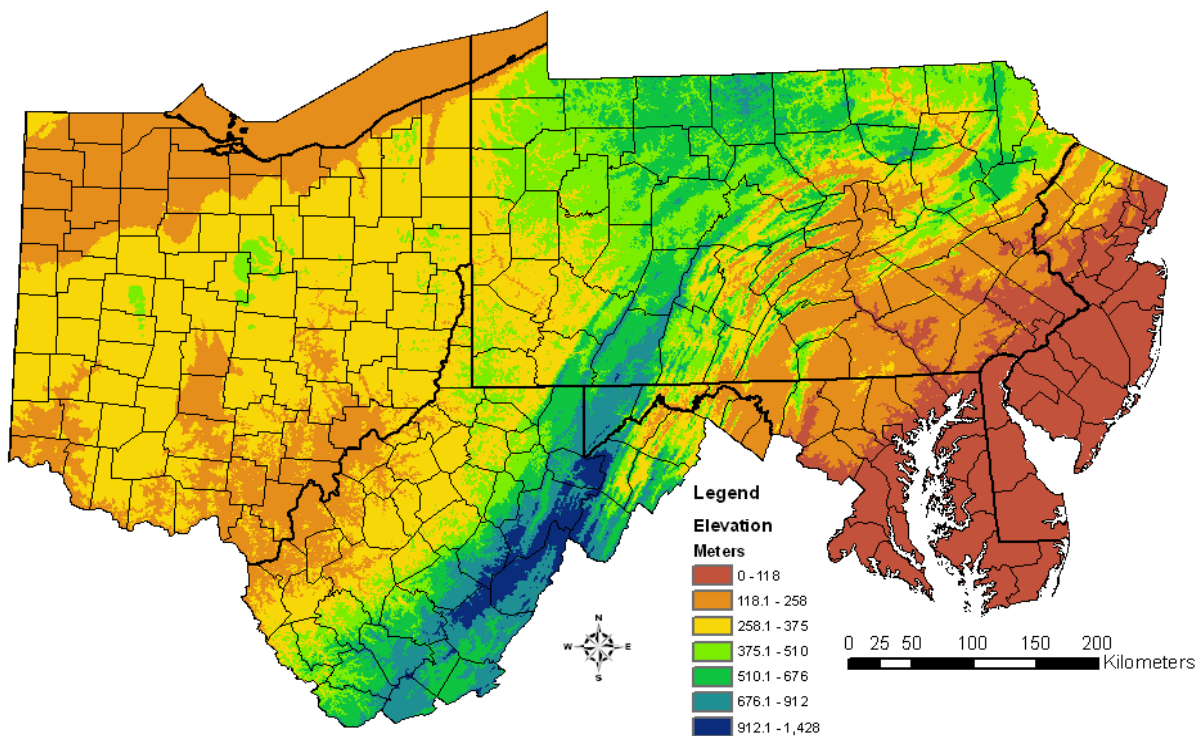 Legend
Elevation
Meters
0 - 118
118.1 - 258
258.1 - 375
375.1 - 510
510.1 - 676
676.1 - 912
912.1 - 1,428
N
W E
S
0 25 50 100 150 200
Kilometers